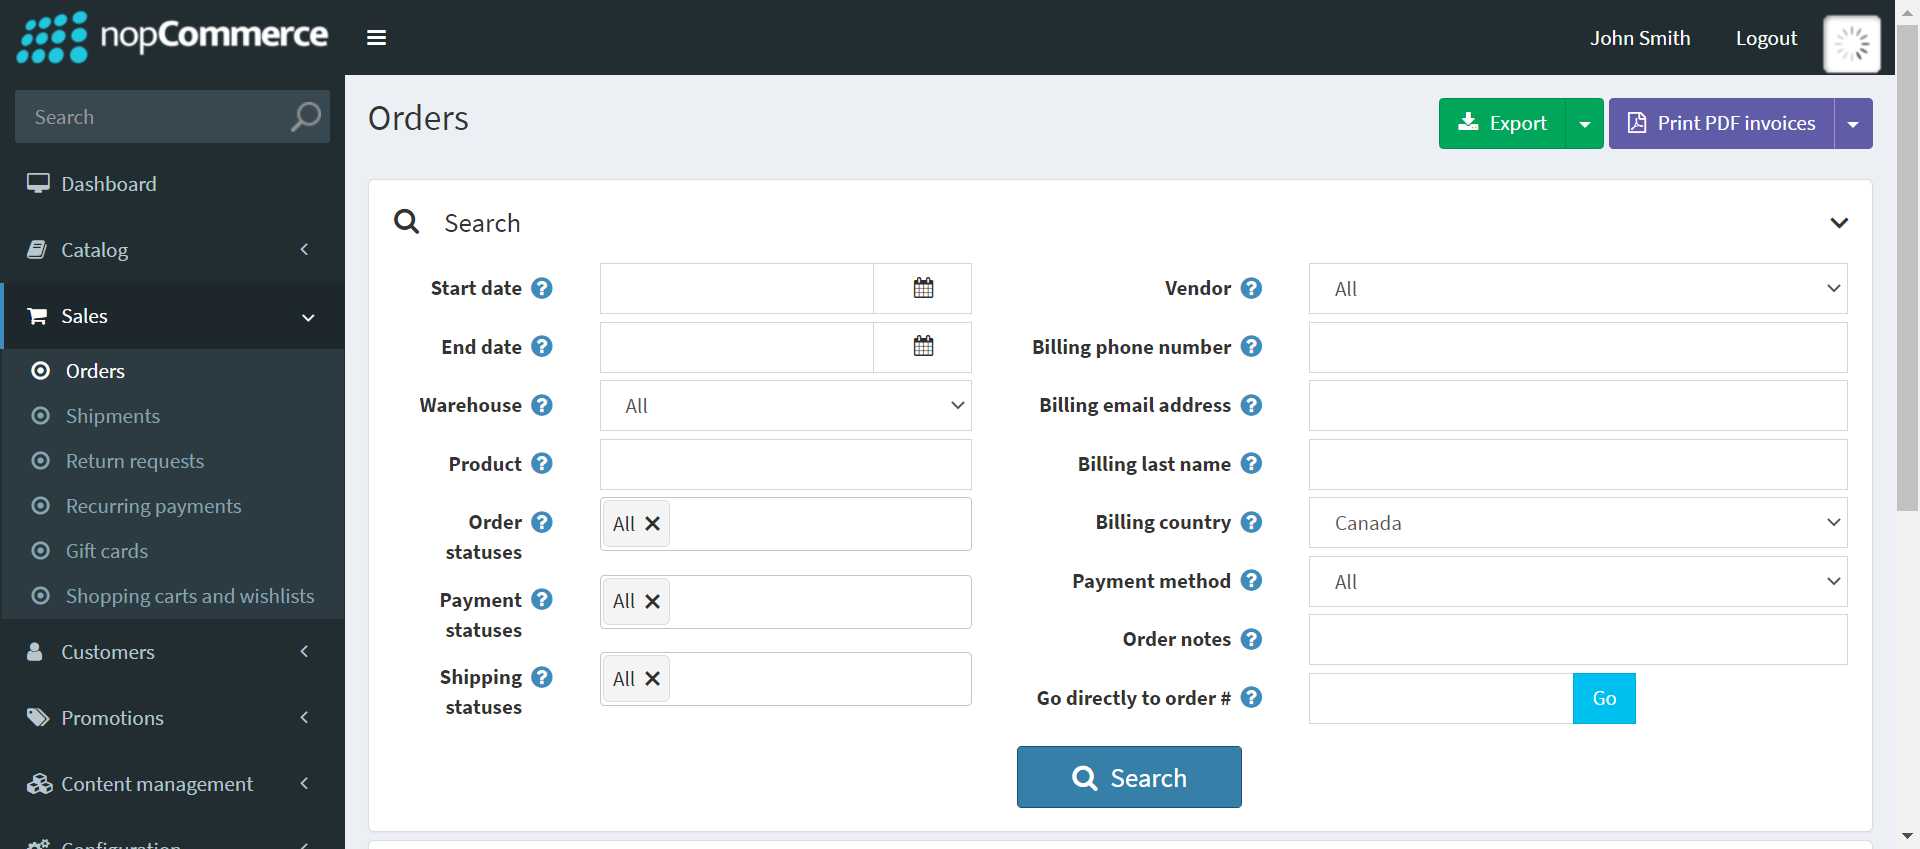 nopCommerce
John Smith
Logout
Search
Dashboard
Catalog
Sales
Orders
Shipments
Return requests
Recurring payments
Gift cards
Shopping carts and wishlists
Customers
Promotions
Content management
Configuration
Orders
Export
Print PDF invoices
Search
Start date
End date
Warehouse
All
Product
Order
statuses
All
Payment
statuses
All
Shipping
statuses
All
Vendor
All
Billing phone number
Billing email address
Billing last name
Billing country
Canada
Payment method
All
Order notes
Go directly to order #
Go
Search